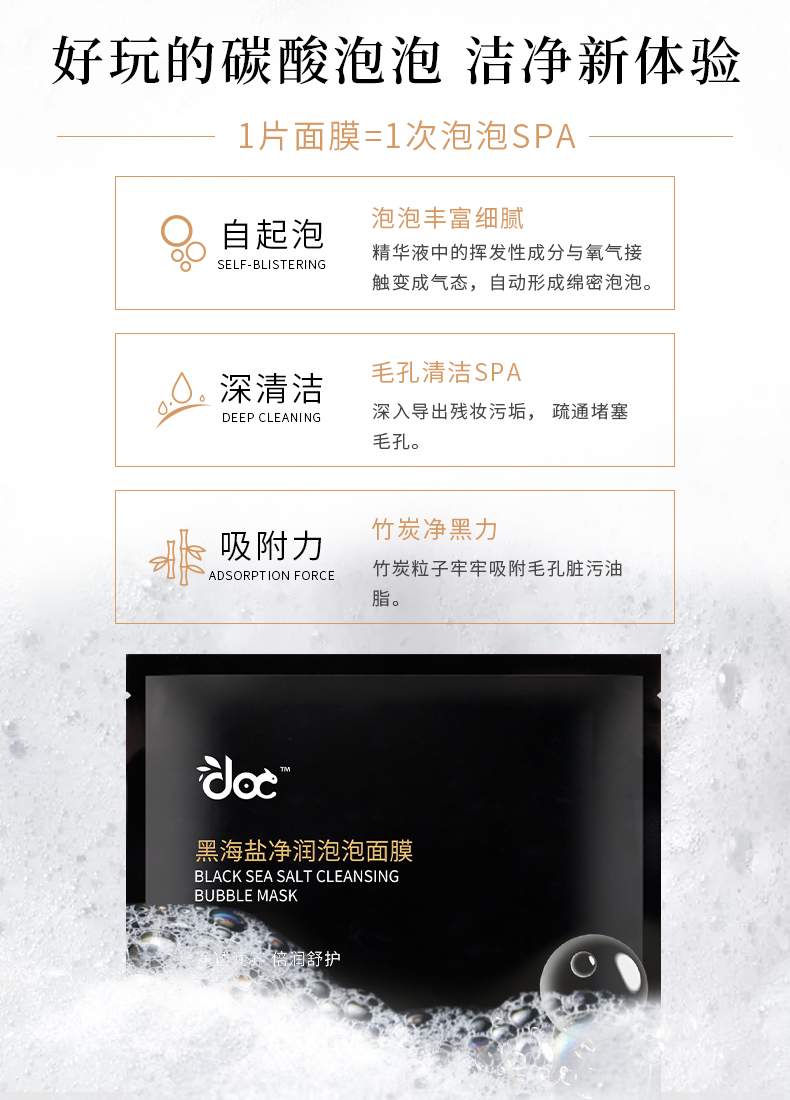 好玩的碳酸泡泡 洁净新体验
1片面膜=1次泡泡SPA
自起泡
SELF-BLISTERING
泡泡丰富细腻
精华液中的挥发性成分与氧气接
触变成气态，自动形成绵密泡泡。
深清洁
DEEP CLEANING
毛孔清洁SPA
深入导出残妆污垢， 疏通堵塞
毛孔。
吸附力
ADSORPTION FORCE
竹炭净黑力
竹炭粒子牢牢吸附毛孔脏污油
脂。
doc™
黑海盐净润泡泡面膜
BLACK SEA SALT CLEANSING
BUBBLE MASK
倍润舒护